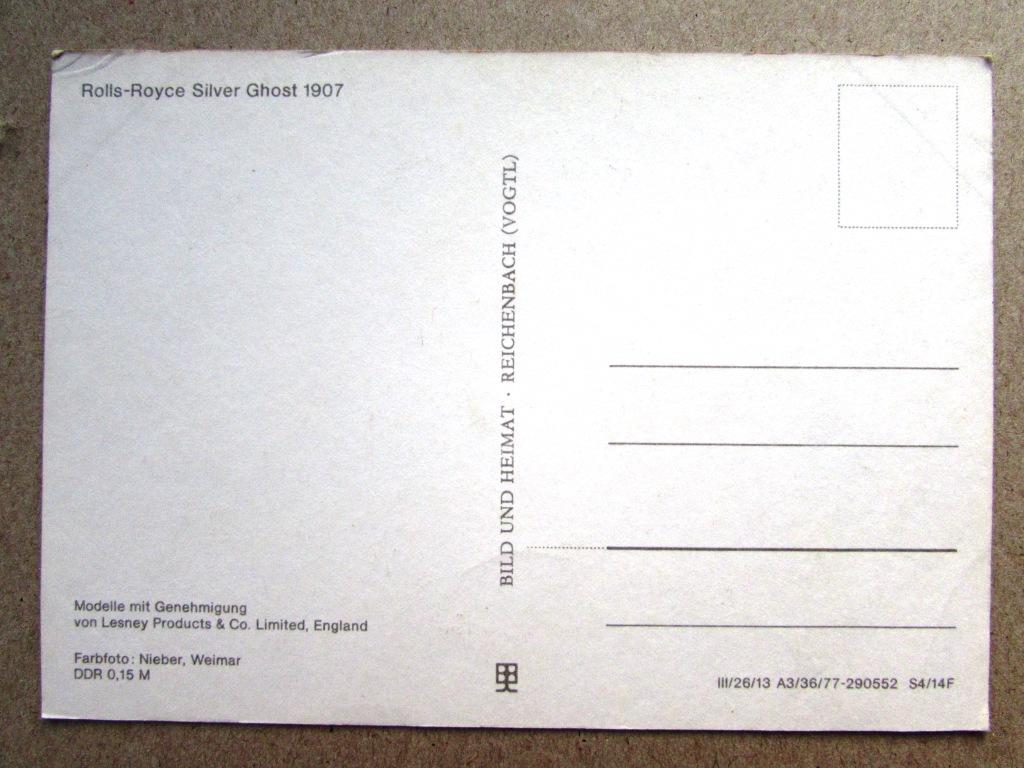 Rolls-Royce Silver Ghost 1907
BILD UND HEIMAT · REICHENBACH (VOGTL)
Modelle mit Genehmigung
von Lesney Products & Co. Limited, England
Farbfoto: Nieber, Weimar
DDR 0,15 M
III/26/13 A3/36/77-290552 S4/14F